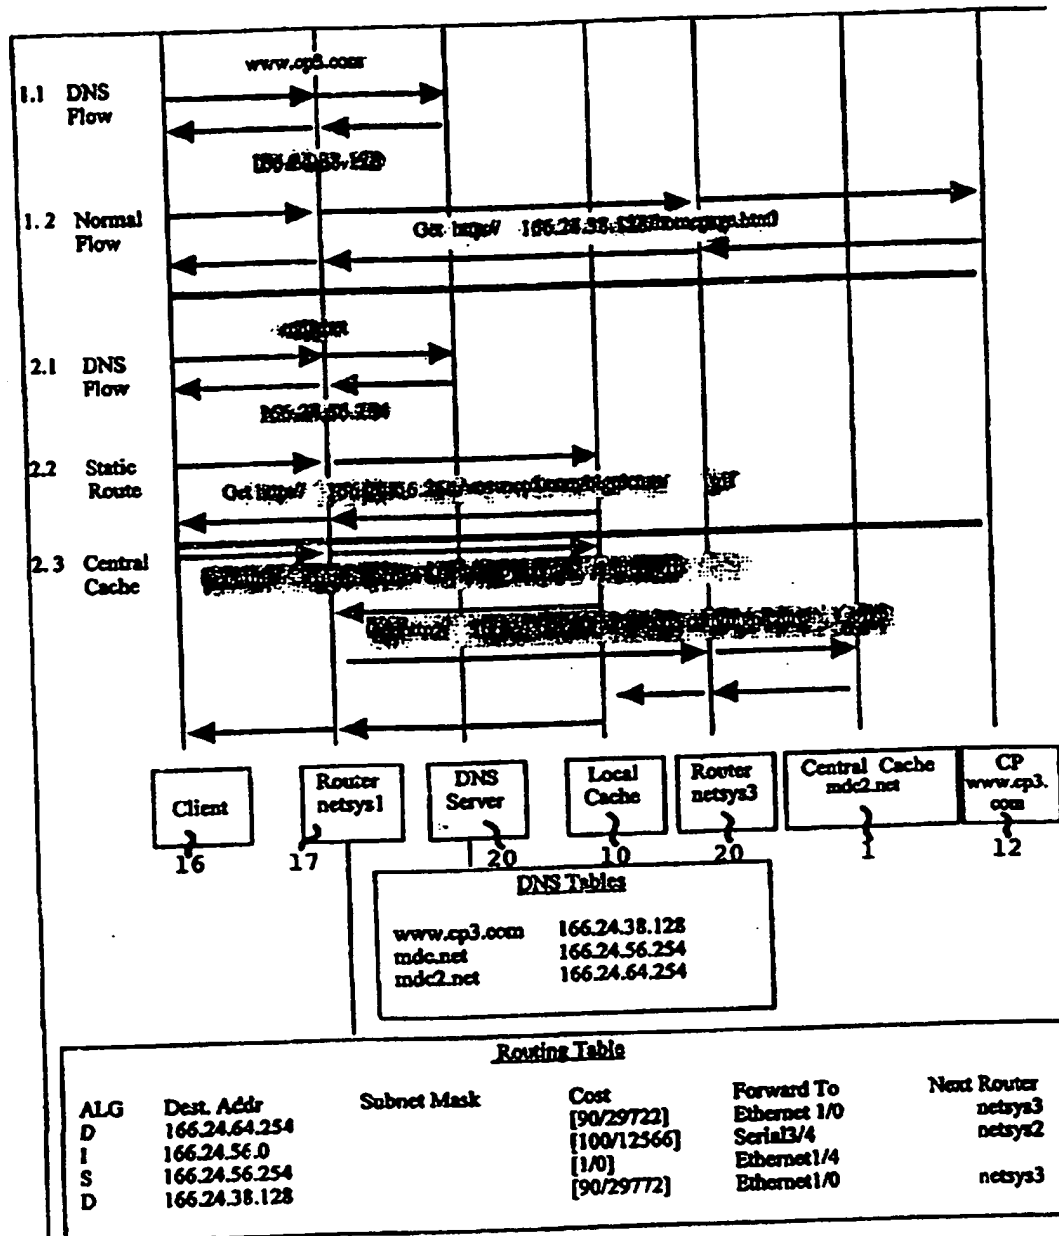 www.cp3.com
1.1 DNS
Flow
1.2 Normal
Flow
Get http://
2.1 DNS
Flow
2.2 Static
Route
Get http://
2.3 Central
Cache
Client
Router
netsys1
DNS
Server
Local
Cache
Router
netsys3
Central Cache
mdc2.net
CP
www.cp3.
com
16 17 20 10 20 1 12
DNS Tables
www.cp3.com 166.24.38.128
mdc.net 166.24.56.254
mdc2.net 166.24.64.254
Routing Table
ALG Dest. Addr Subnet Mask Cost Forward To Next Router
D 166.24.64.254 [90/29722] Ethernet 1/0 netsys3
I 166.24.56.0 [100/12566] Serial3/4 netsys2
S 166.24.56.254 [1/0] Ethernet1/4
D 166.24.38.128 [90/29772] Ethernet1/0 netsys3